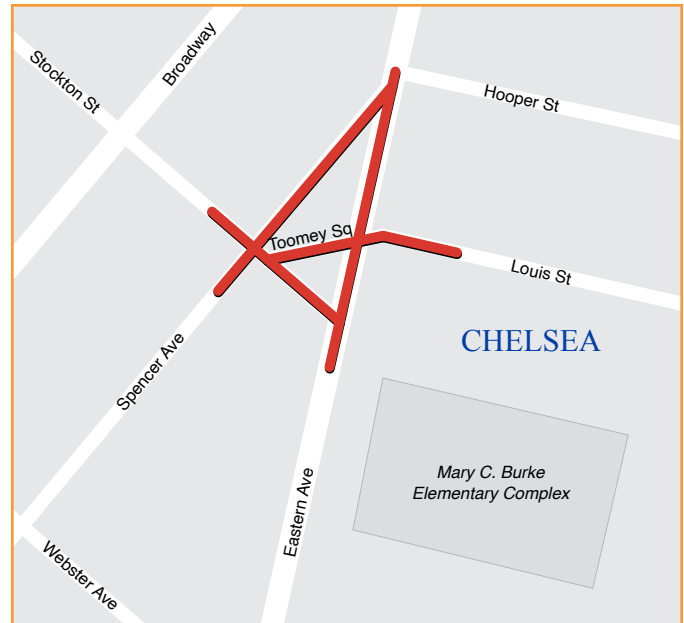 Broadway
Stockton St
Hooper St
Toomey Sq
Louis St
CHELSEA
Spencer Ave
Mary C. Burke
Elementary Complex
Eastern Ave
Webster Ave